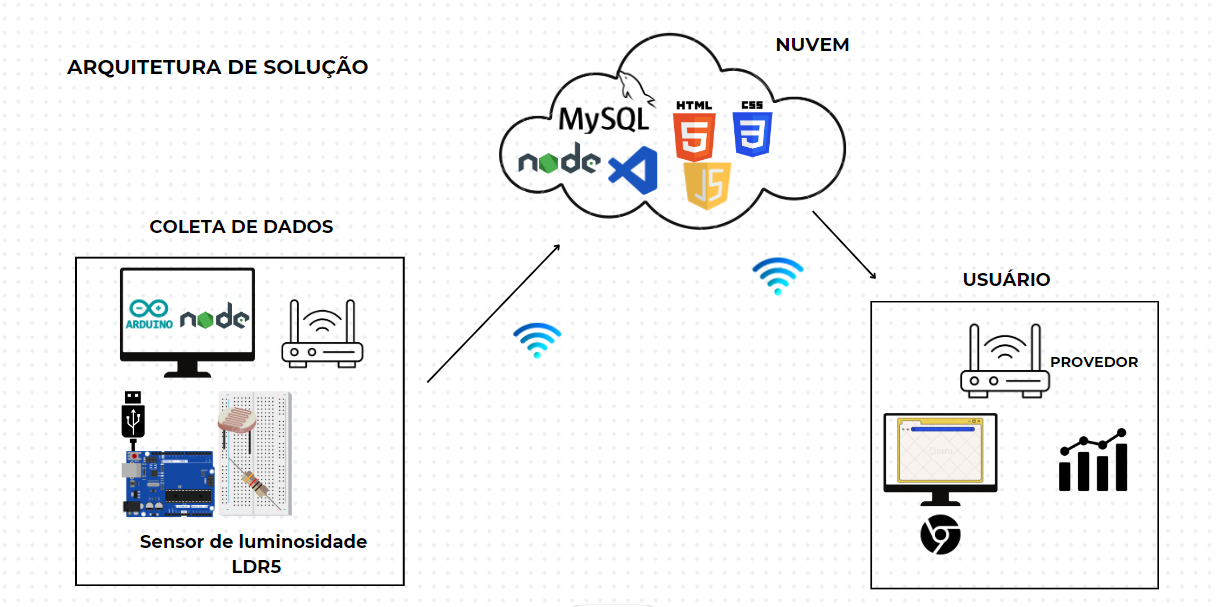 ARQUITETURA DE SOLUÇÃO
NUVEM
MySQL
HTML
5
CSS
3
node
JS
COLETA DE DADOS
ARDUINO
node
Sensor de luminosidade
LDR5
USUÁRIO
PROVEDOR